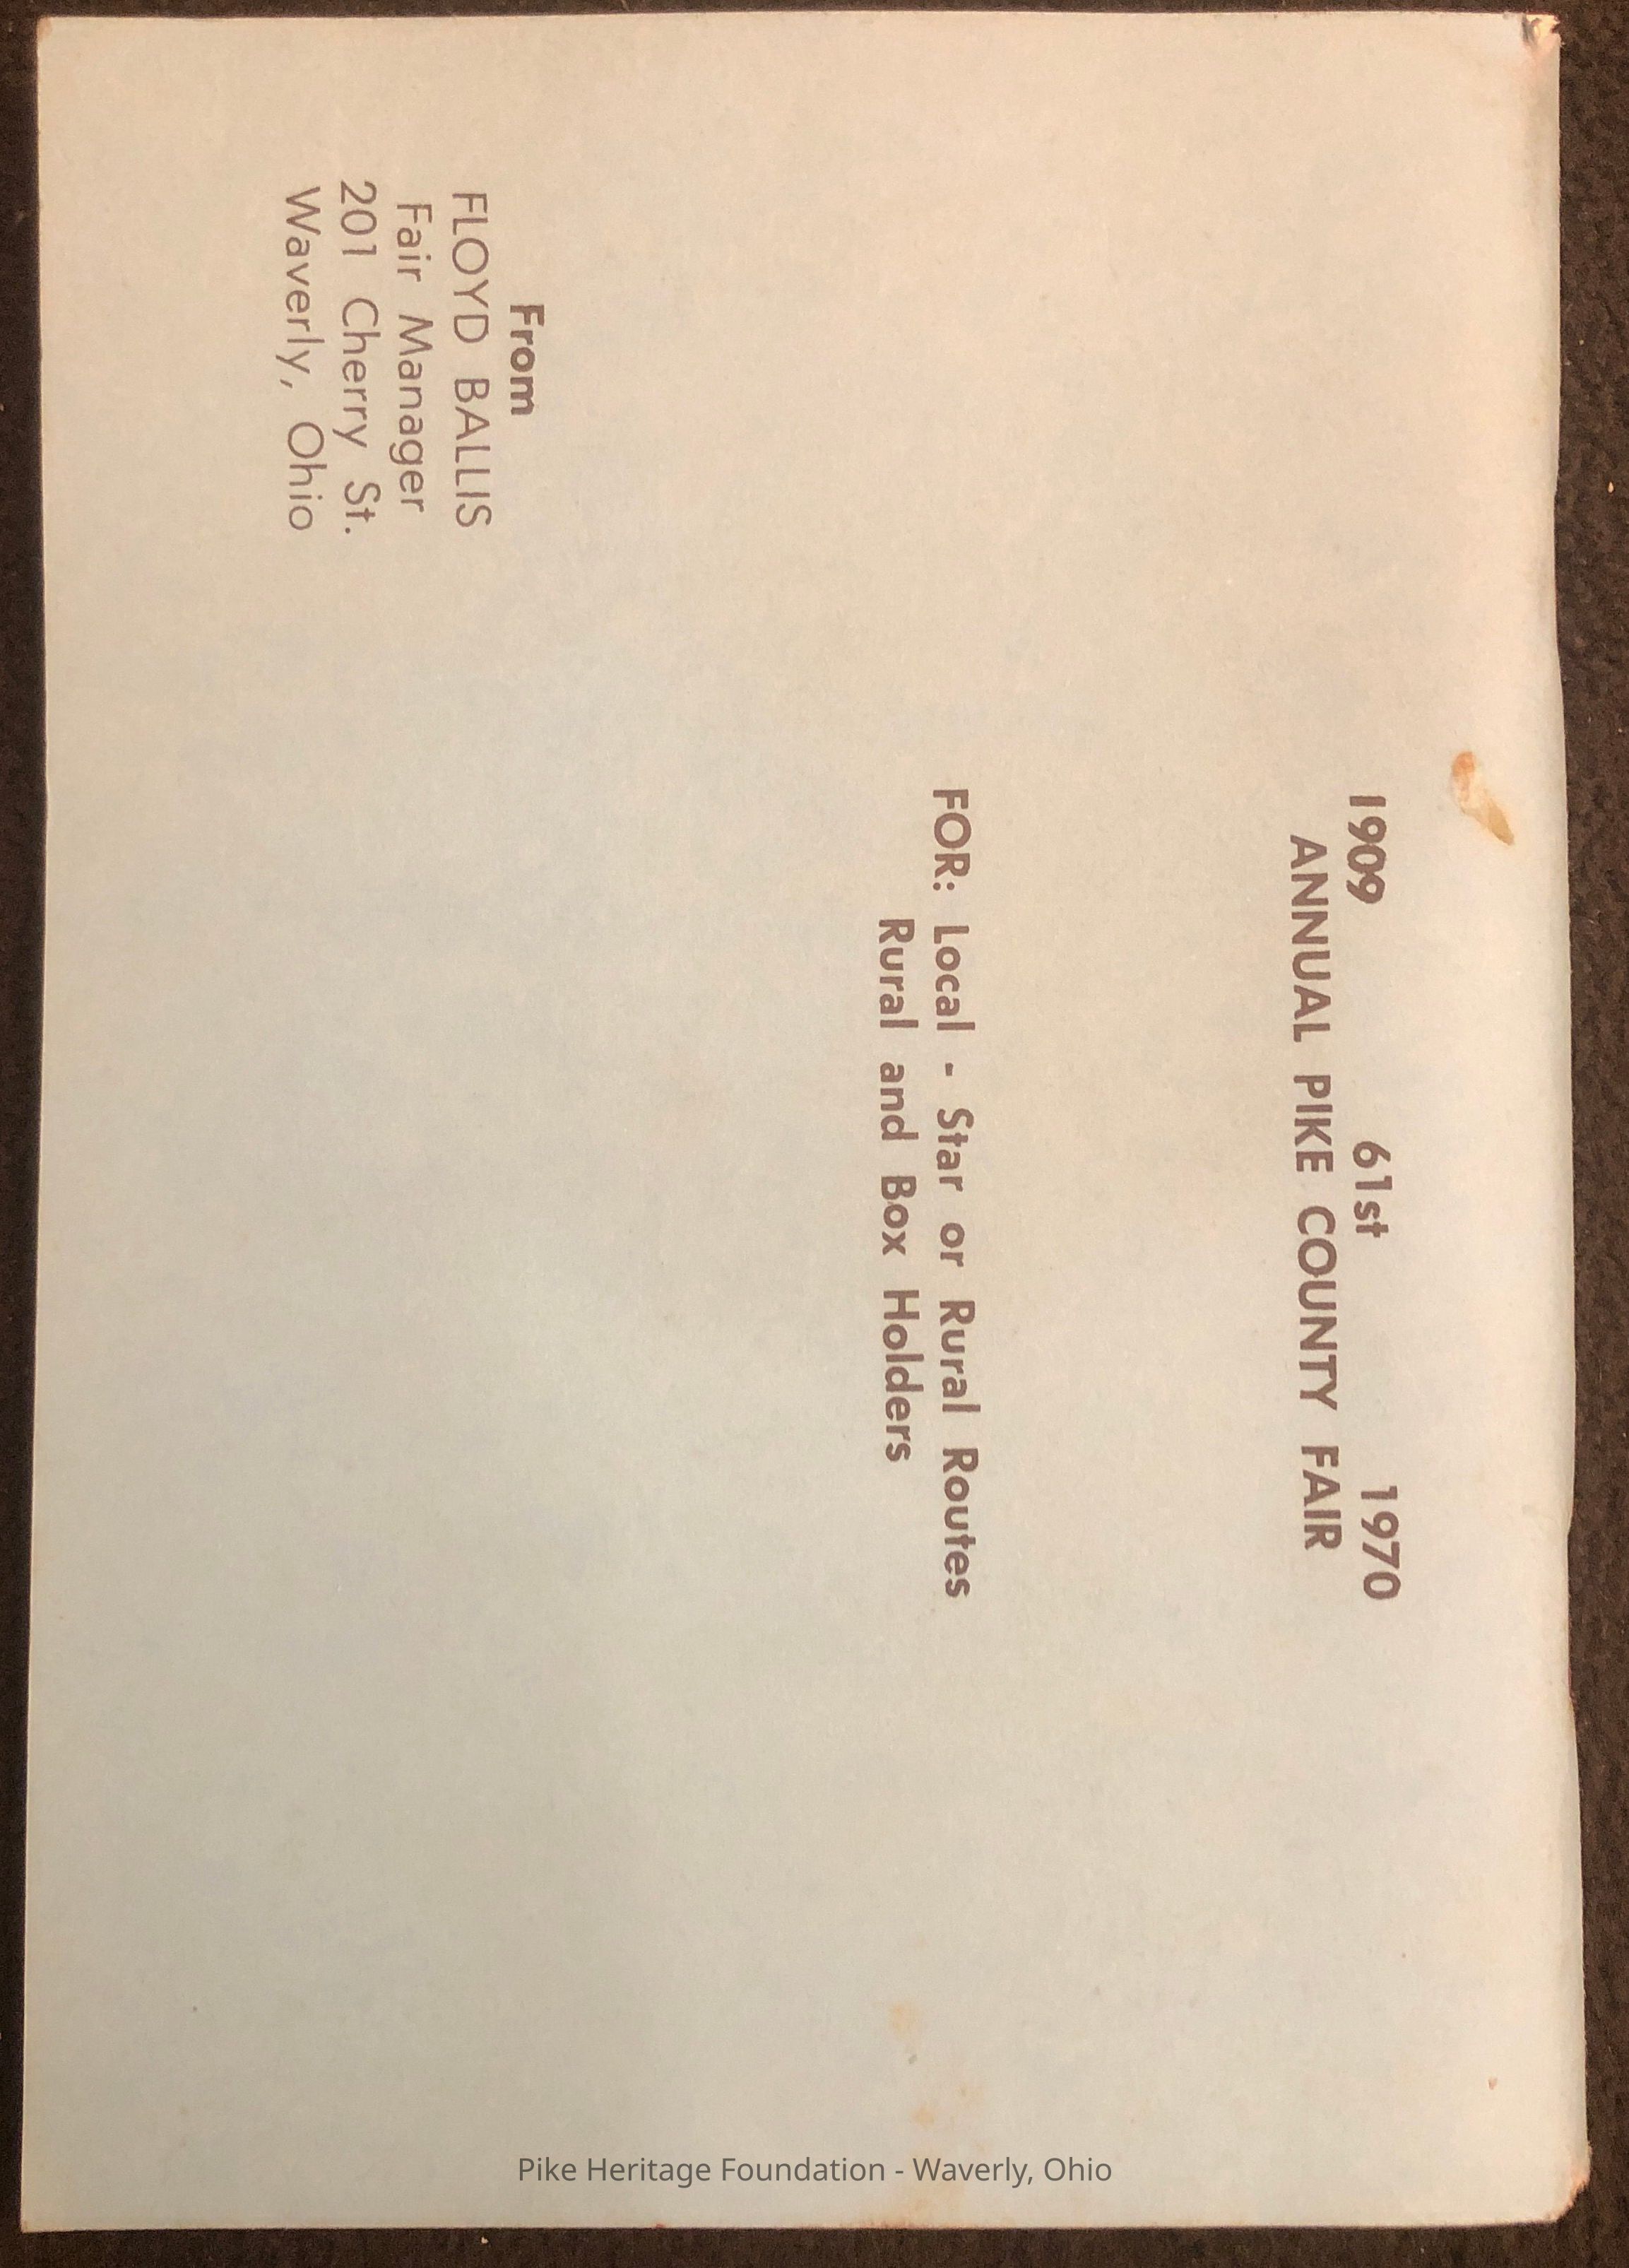 1909 61st 1970
ANNUAL PIKE COUNTY FAIR
FOR: Local - Star or Rural Routes
Rural and Box Holders
From
FLOYD BALLIS
Fair Manager
201 Cherry St.
Waverly, Ohio
Pike Heritage Foundation - Waverly, Ohio